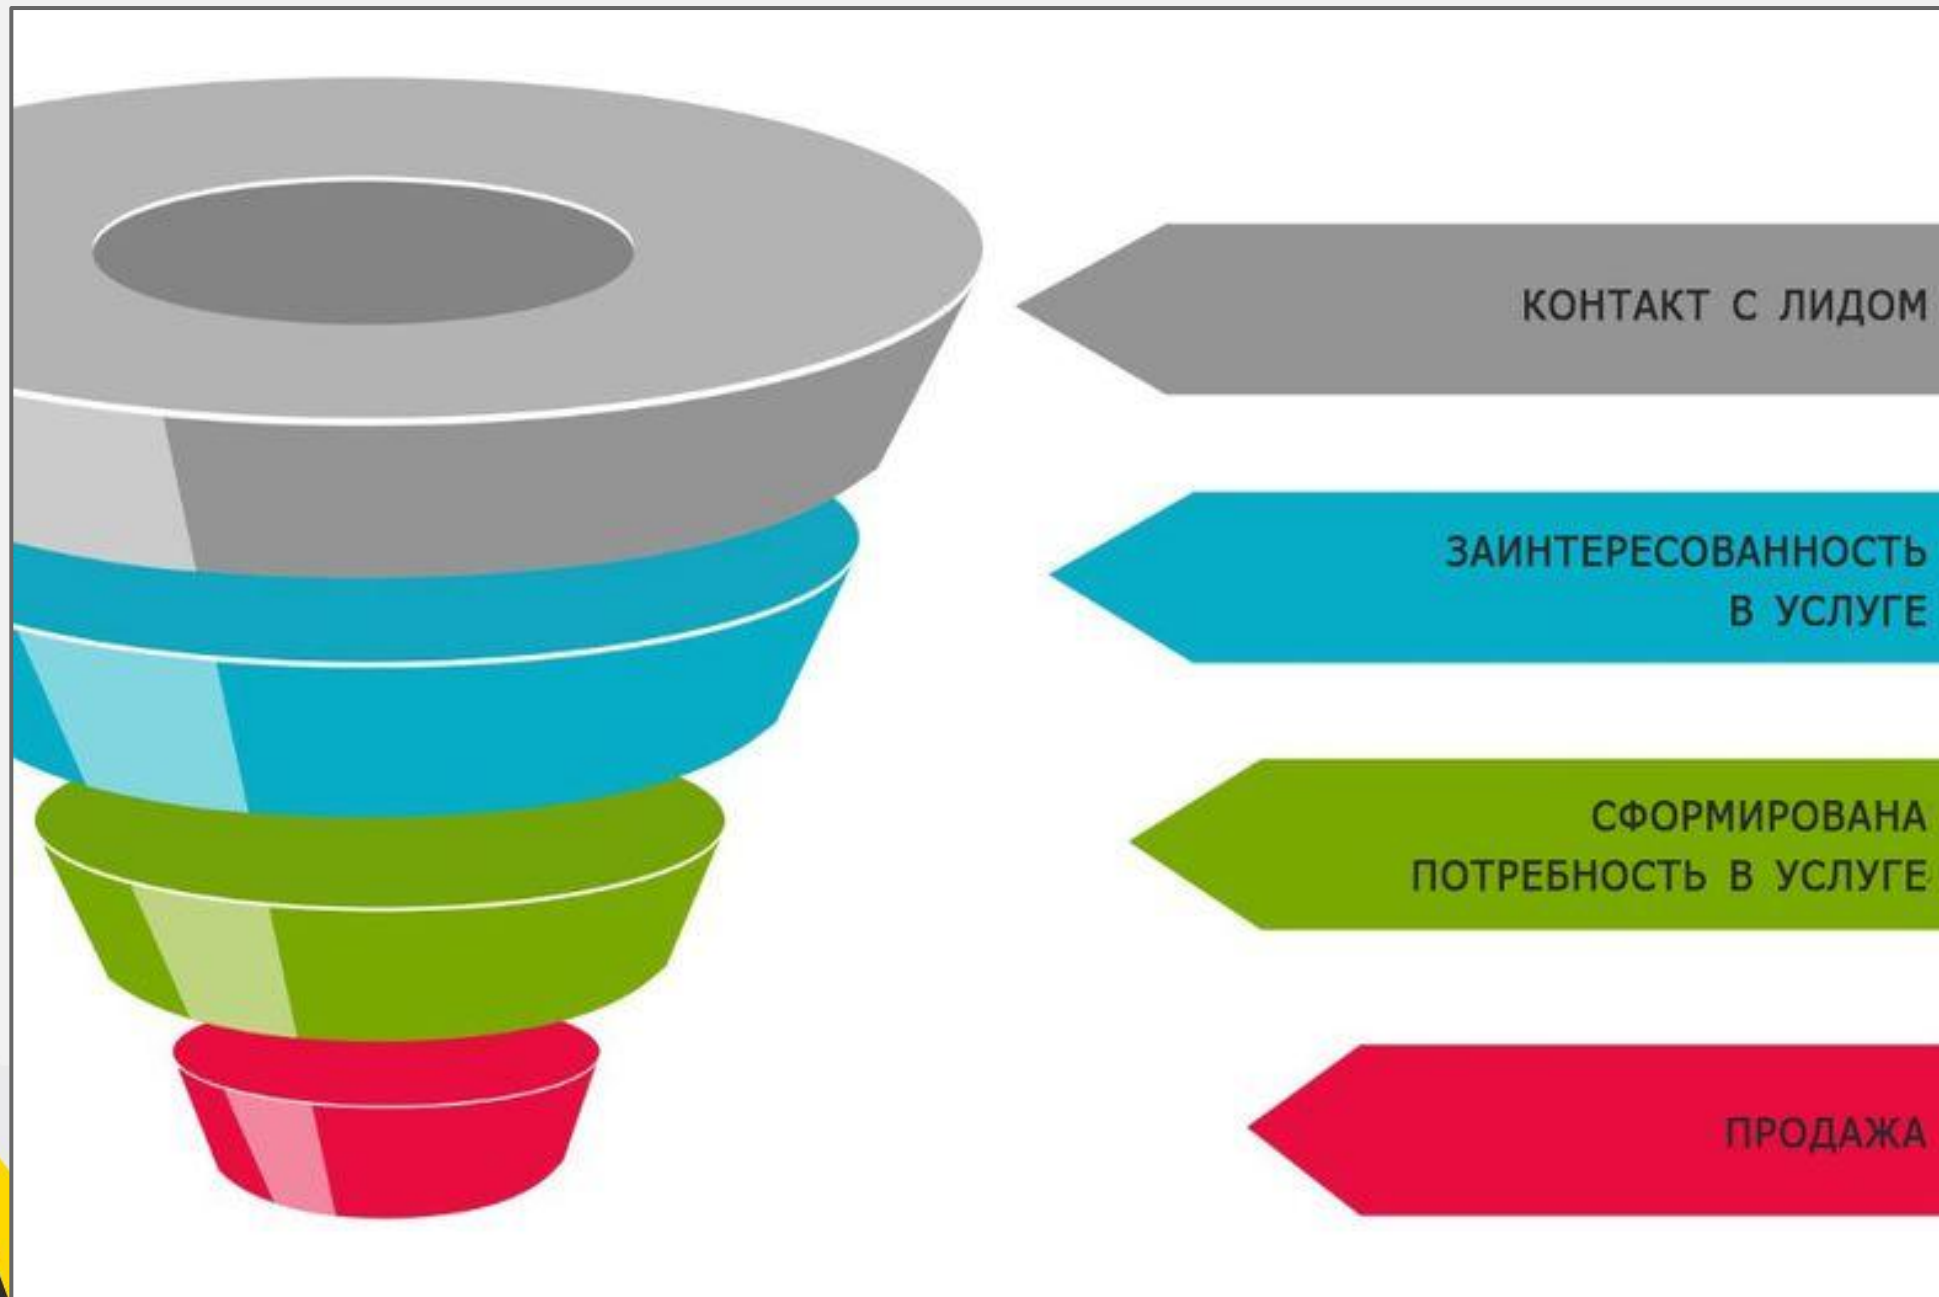 КОНТАКТ С ЛИДОМ
ЗАИНТЕРЕСОВАННОСТЬ
В УСЛУГЕ
СФОРМИРОВАНА
ПОТРЕБНОСТЬ В УСЛУГЕ
ПРОДАЖА